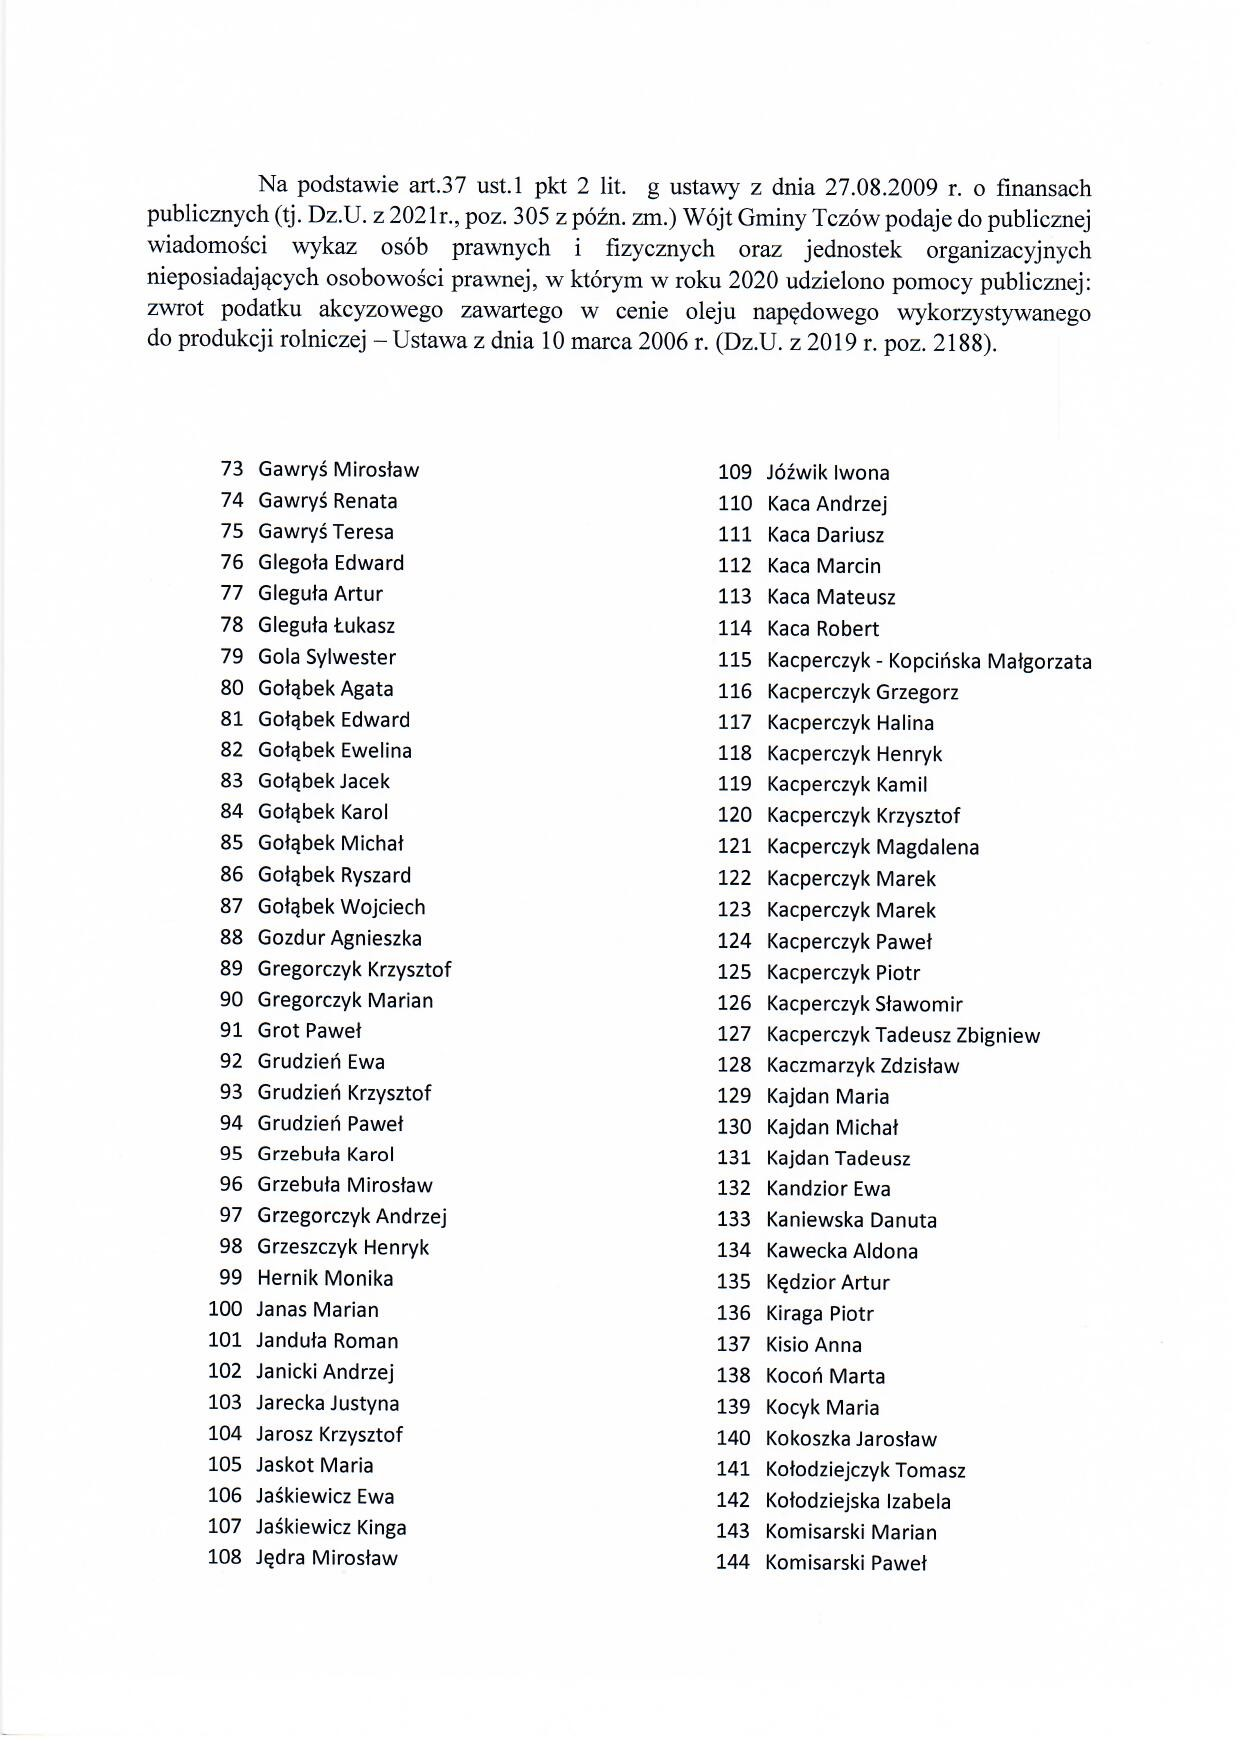 Na podstawie art.37 ust.1 pkt 2 lit. g ustawy z dnia 27.08.2009 r. o finansach
publicznych (tj. Dz.U. z 2021r., poz. 305 z późn. zm.) Wójt Gminy Tczów podaje do publicznej
wiadomości wykaz osób prawnych i fizycznych oraz jednostek organizacyjnych
nieposiadających osobowości prawnej, w którym w roku 2020 udzielono pomocy publicznej:
zwrot podatku akcyzowego zawartego w cenie oleju napędowego wykorzystywanego
do produkcji rolniczej – Ustawa z dnia 10 marca 2006 r. (Dz.U. z 2019 r. poz. 2188).
73 Gawryś Mirosław
74 Gawryś Renata
75 Gawryś Teresa
76 Glegoła Edward
77 Gleguła Artur
78 Gleguła Łukasz
79 Gola Sylwester
80 Gołąbek Agata
81 Gołąbek Edward
82 Gołąbek Ewelina
83 Gołąbek Jacek
84 Gołąbek Karol
85 Gołąbek Michał
86 Gołąbek Ryszard
87 Gołąbek Wojciech
88 Gozdur Agnieszka
89 Gregorczyk Krzysztof
90 Gregorczyk Marian
91 Grot Paweł
92 Grudzień Ewa
93 Grudzień Krzysztof
94 Grudzień Paweł
95 Grzebuła Karol
96 Grzebuła Mirosław
97 Grzegorczyk Andrzej
98 Grzeszczyk Henryk
99 Hernik Monika
100 Janas Marian
101 Janduła Roman
102 Janicki Andrzej
103 Jarecka Justyna
104 Jarosz Krzysztof
105 Jaskot Maria
106 Jaśkiewicz Ewa
107 Jaśkiewicz Kinga
108 Jędra Mirosław
109 Jóźwik Iwona
110 Kaca Andrzej
111 Kaca Dariusz
112 Kaca Marcin
113 Kaca Mateusz
114 Kaca Robert
115 Kacperczyk - Kopcińska Małgorzata
116 Kacperczyk Grzegorz
117 Kacperczyk Halina
118 Kacperczyk Henryk
119 Kacperczyk Kamil
120 Kacperczyk Krzysztof
121 Kacperczyk Magdalena
122 Kacperczyk Marek
123 Kacperczyk Marek
124 Kacperczyk Paweł
125 Kacperczyk Piotr
126 Kacperczyk Sławomir
127 Kacperczyk Tadeusz Zbigniew
128 Kaczmarzyk Zdzisław
129 Kajdan Maria
130 Kajdan Michał
131 Kajdan Tadeusz
132 Kandzior Ewa
133 Kaniewska Danuta
134 Kawecka Aldona
135 Kędzior Artur
136 Kiraga Piotr
137 Kisio Anna
138 Kocoń Marta
139 Kocyk Maria
140 Kokoszka Jarosław
141 Kołodziejczyk Tomasz
142 Kołodziejska Izabela
143 Komisarski Marian
144 Komisarski Paweł